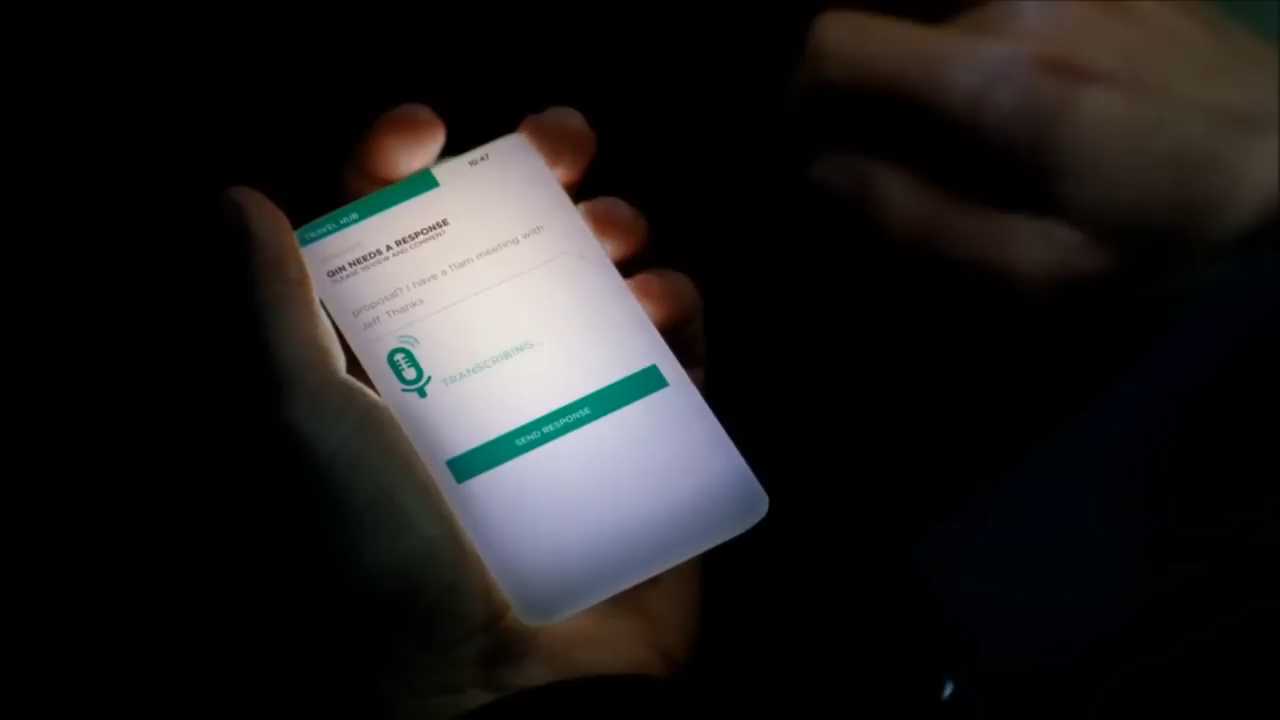 10:47
TRAVEL HUB
QIN NEEDS A RESPONSE
PLEASE REVIEW AND COMMENT
proposal? I have a 11am meeting with
Jeff. Thanks
TRANSCRIBING...
SEND RESPONSE